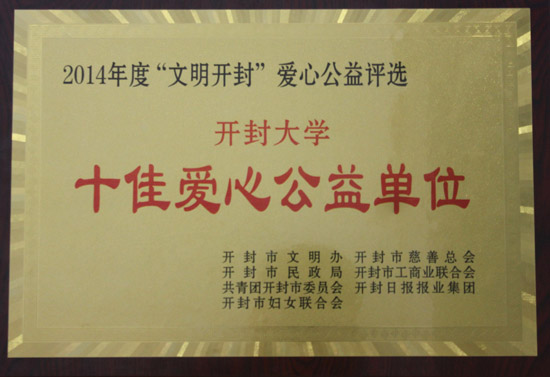 2014年度“文明开封”爱心公益评选
开封大学
十佳爱心公益单位
开封市文明办 开封市慈善总会
开封市民政局 开封市工商业联合会
共青团开封市委员会 开封日报报业集团
开封市妇女联合会